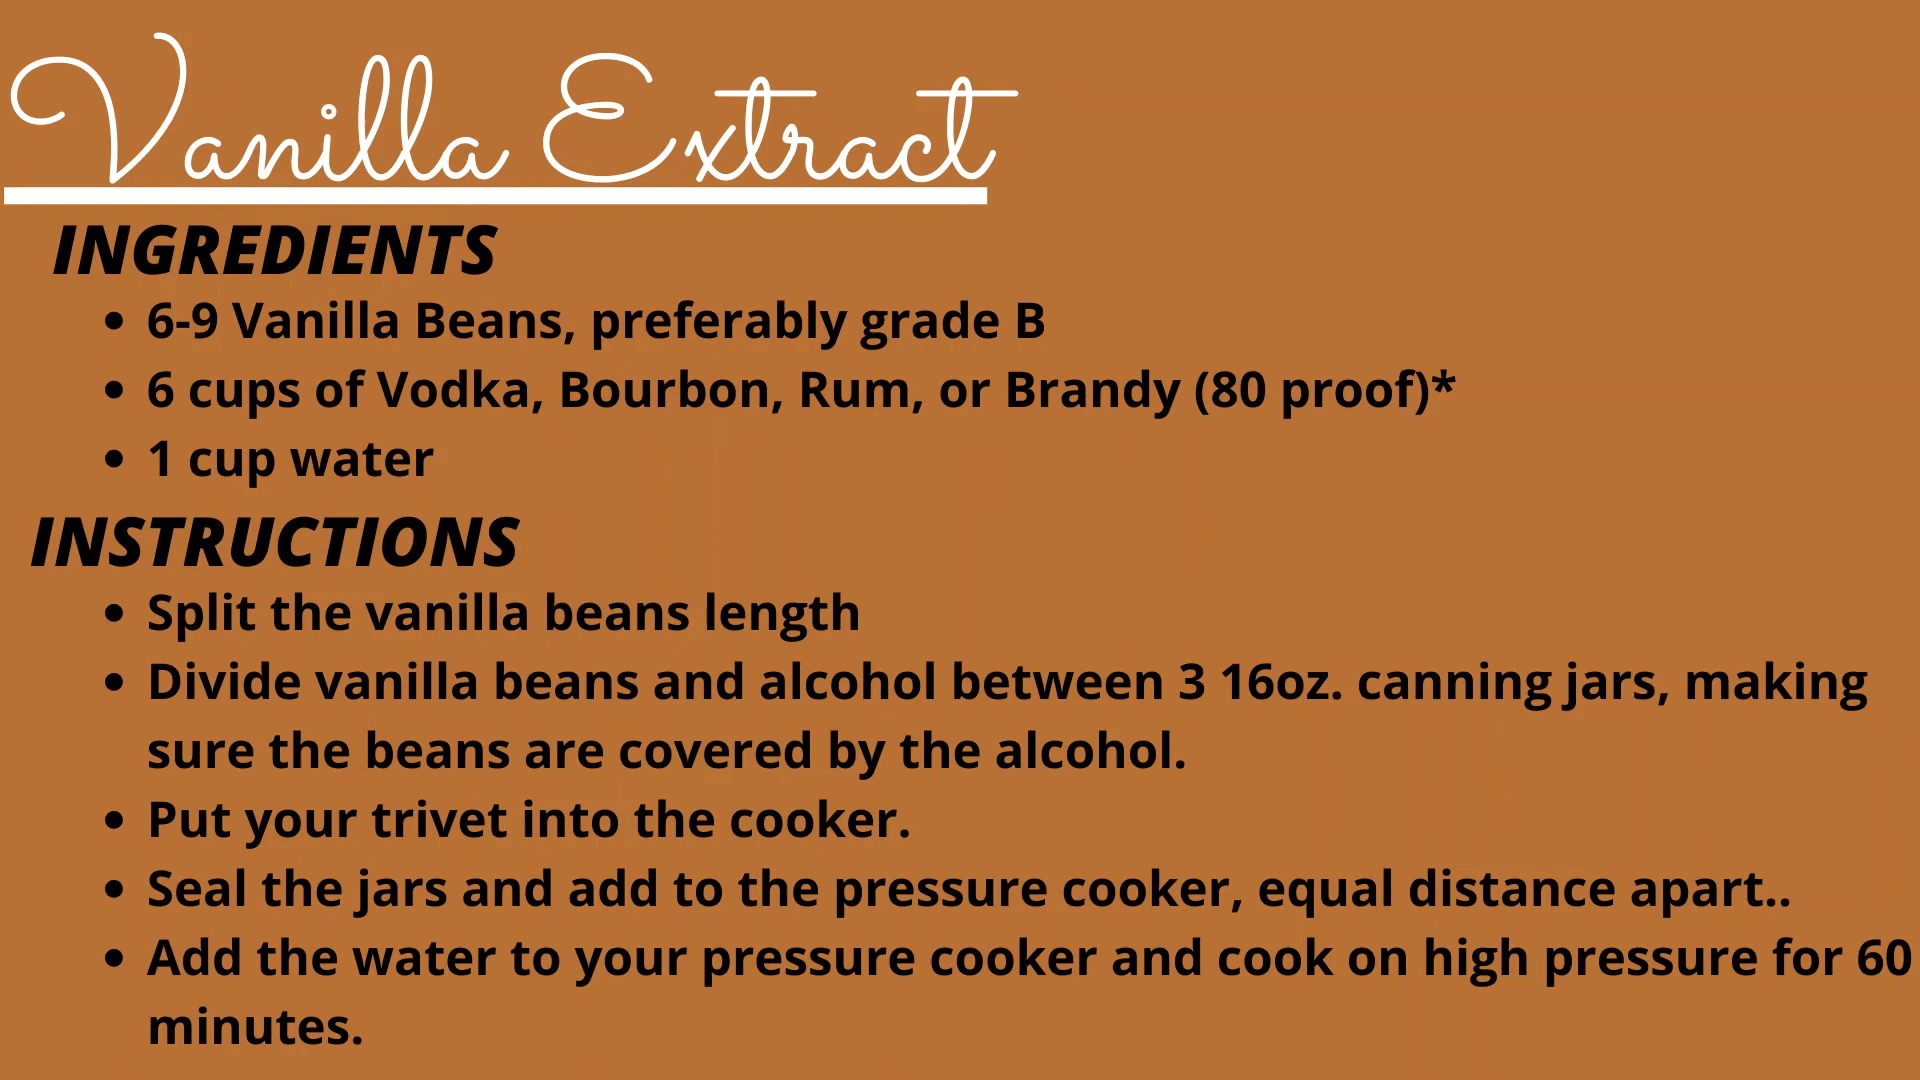 Vanilla Extract
INGREDIENTS
• 6-9 Vanilla Beans, preferably grade B
• 6 cups of Vodka, Bourbon, Rum, or Brandy (80 proof)*
• 1 cup water
INSTRUCTIONS
• Split the vanilla beans length
• Divide vanilla beans and alcohol between 3 16oz. canning jars, making
sure the beans are covered by the alcohol.
• Put your trivet into the cooker.
• Seal the jars and add to the pressure cooker, equal distance apart..
• Add the water to your pressure cooker and cook on high pressure for 60
minutes.